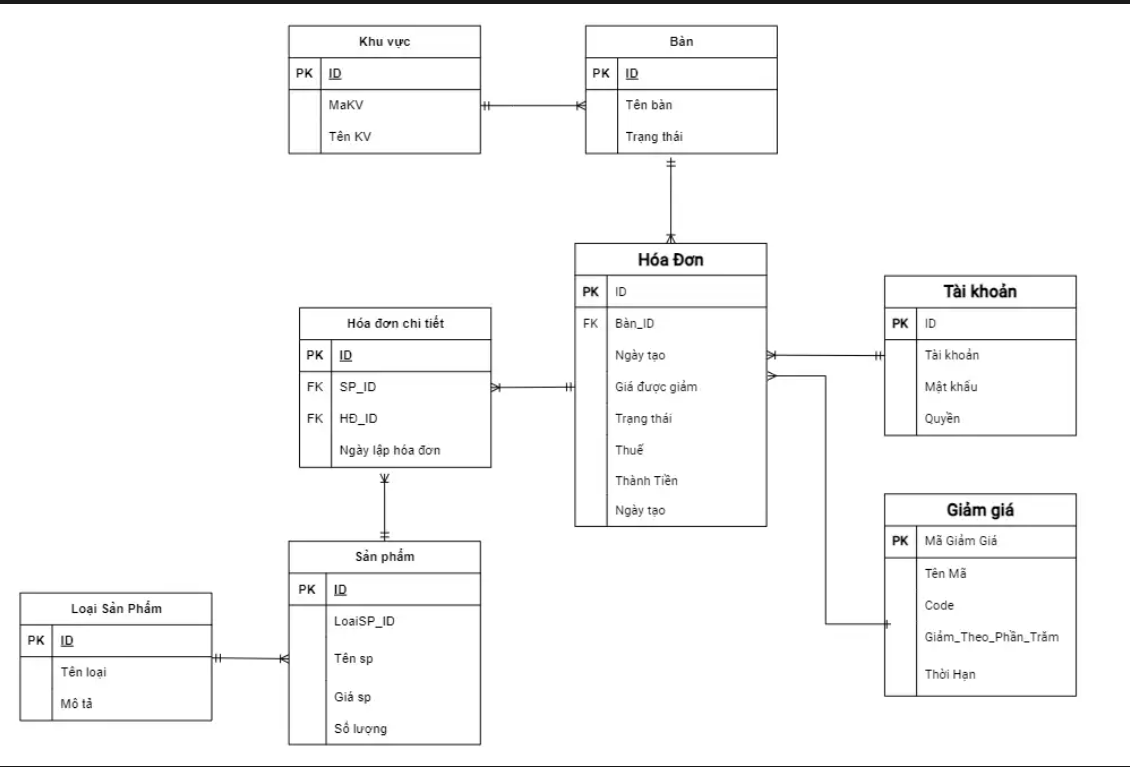 Khu vực
PK ID
MaKV
Tên KV
Bàn
PK ID
Tên bàn
Trạng thái
Hóa Đơn
PK ID
FK Bàn_ID
Ngày tạo
Giá được giảm
Trạng thái
Thuế
Thành Tiền
Ngày tạo
Tài khoản
PK ID
Tài khoản
Mật khẩu
Quyền
Hóa đơn chi tiết
PK ID
FK SP_ID
FK HĐ_ID
Ngày lập hóa đơn
Giảm giá
PK Mã Giảm Giá
Tên Mã
Code
Giảm_Theo_Phần_Trăm
Thời Hạn
Sản phẩm
PK ID
LoaiSP_ID
Tên sp
Giá sp
Số lượng
Loại Sản Phẩm
PK ID
Tên loại
Mô tả